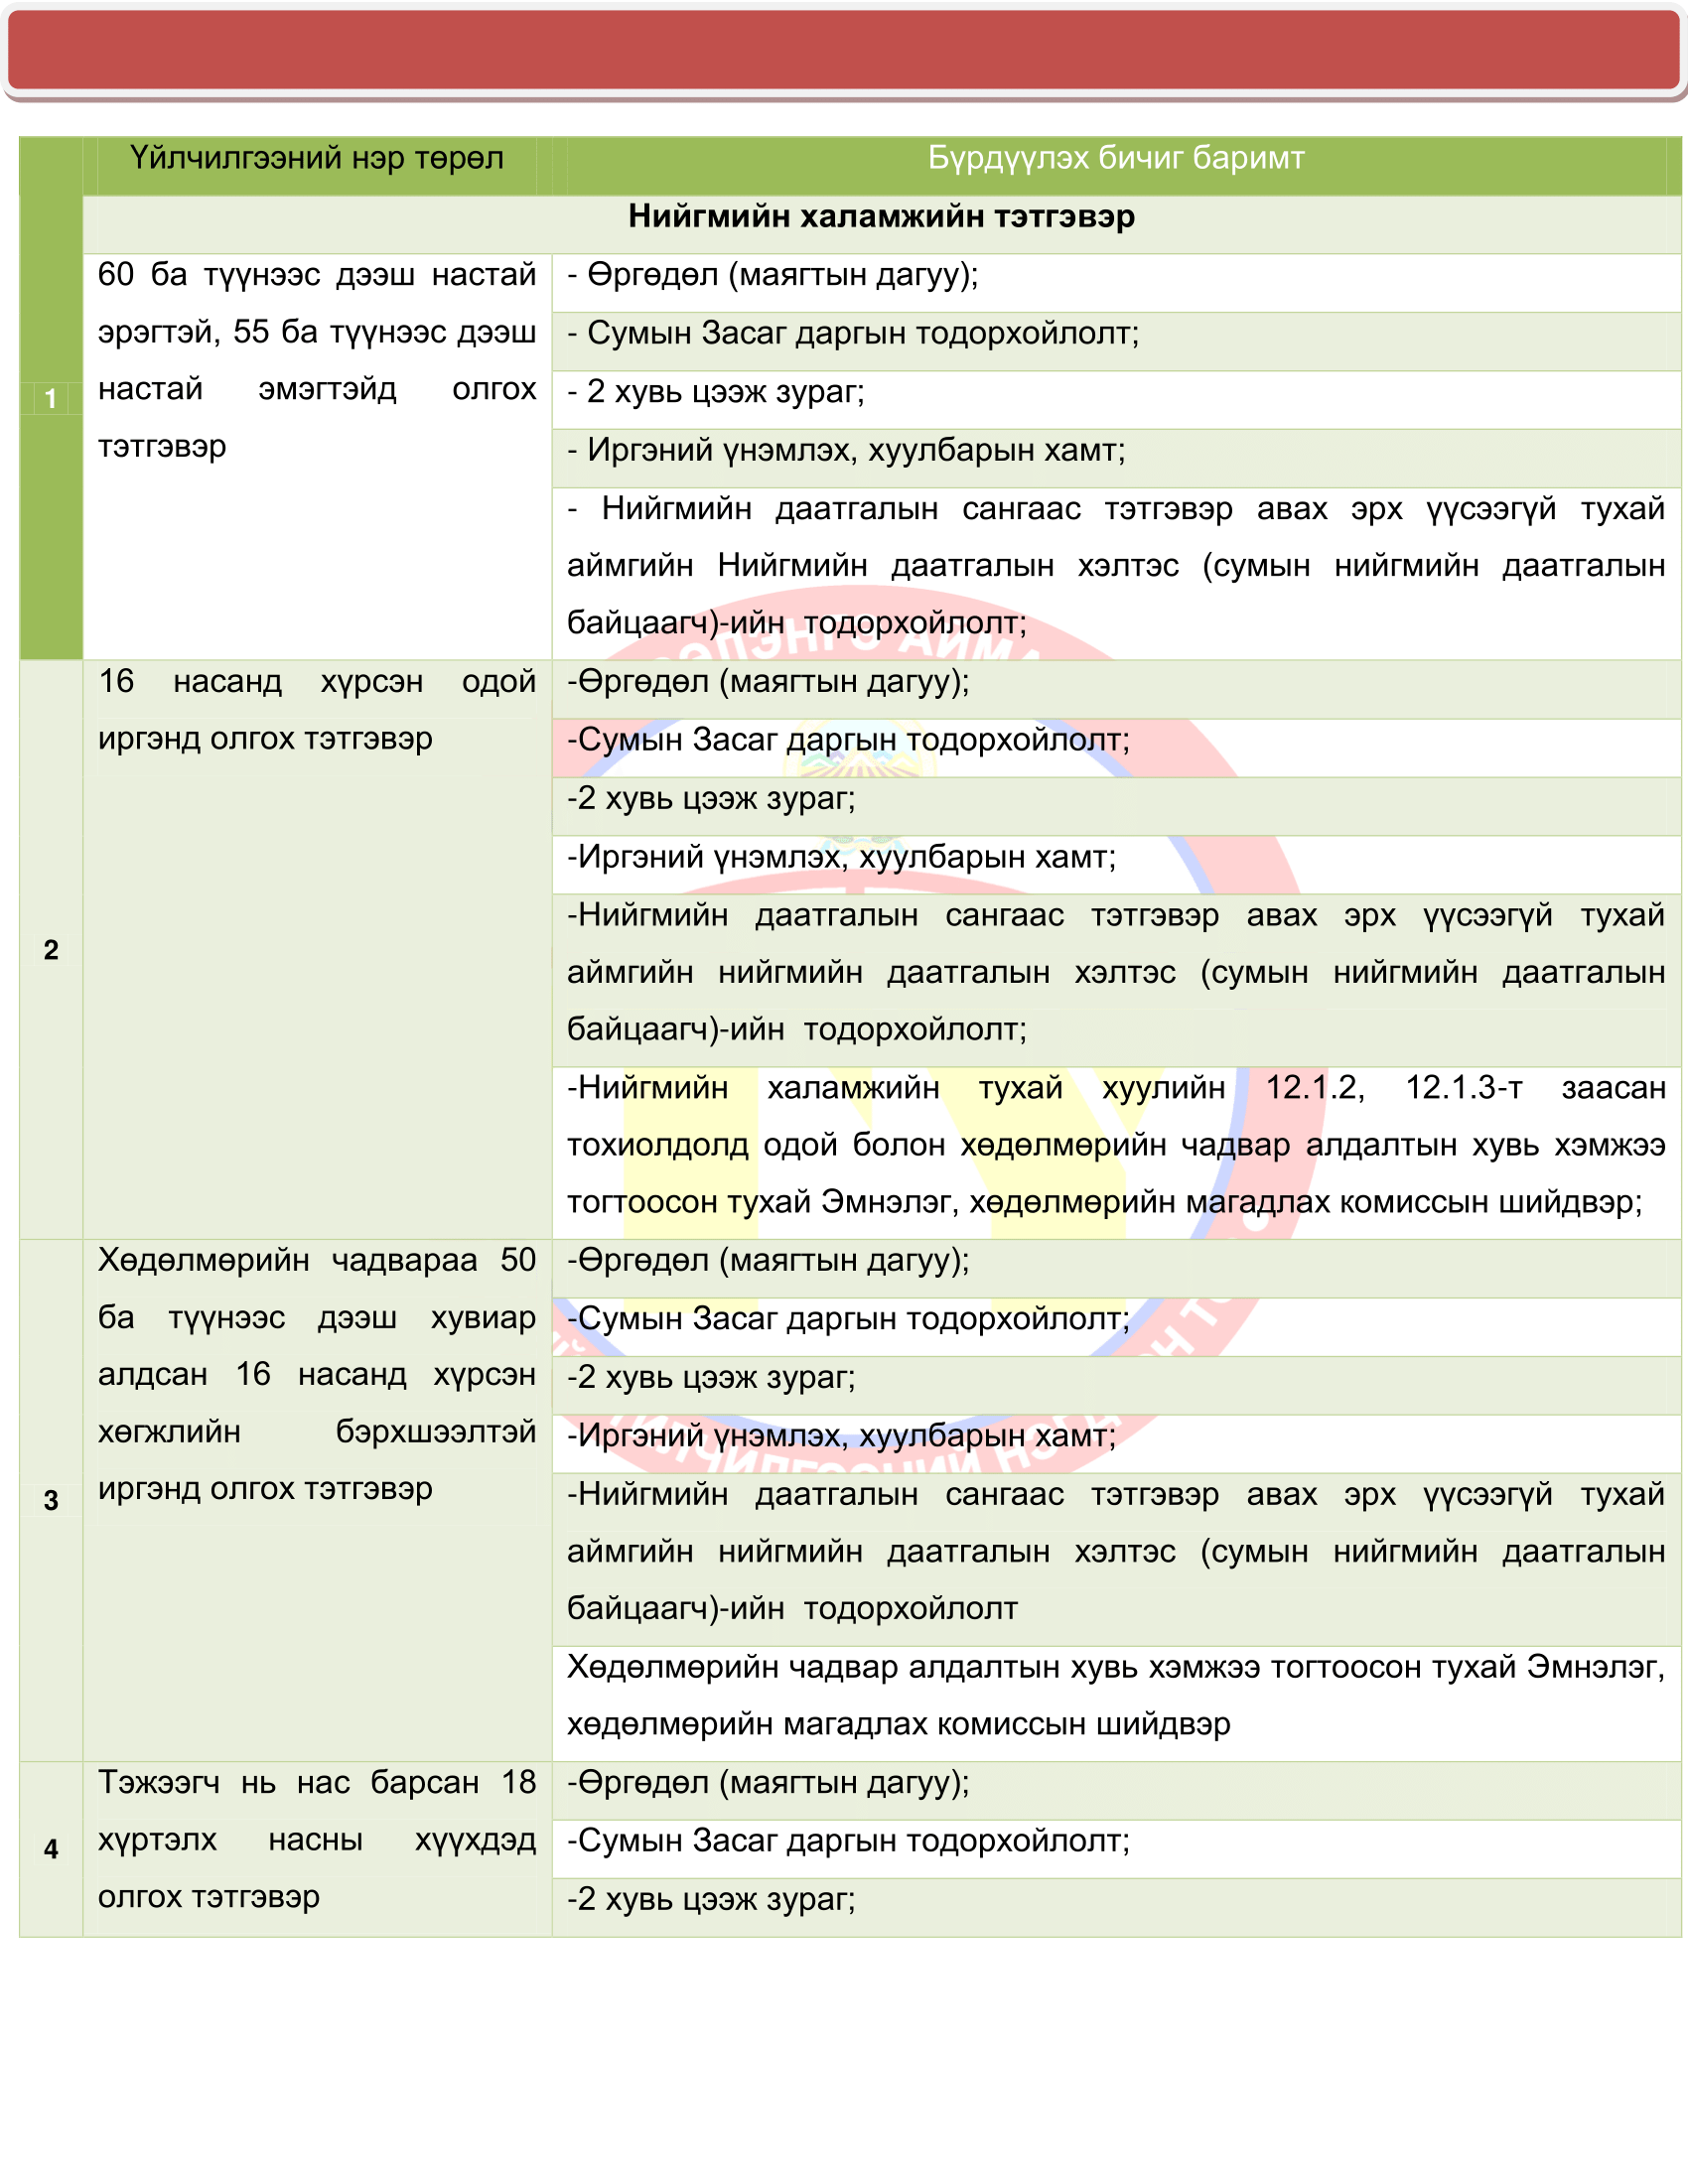 Үйлчилгээний нэр төрөл
Бүрдүүлэх бичиг баримт
Нийгмийн халамжийн тэтгэвэр
1
60 ба түүнээс дээш настай
эрэгтэй, 55 ба түүнээс дээш
настай эмэгтэйд олгох
тэтгэвэр
- Өргөдөл (маягтын дагуу);
- Сумын Засаг даргын тодорхойлолт;
- 2 хувь цээж зураг;
- Иргэний үнэмлэх, хуулбарын хамт;
- Нийгмийн даатгалын сангаас тэтгэвэр авах эрх үүсээгүй тухай
аймгийн Нийгмийн даатгалын хэлтэс (сумын нийгмийн даатгалын
байцаагч)-ийн тодорхойлолт;
2
16 насанд хүрсэн одой
иргэнд олгох тэтгэвэр
-Өргөдөл (маягтын дагуу);
-Сумын Засаг даргын тодорхойлолт;
-2 хувь цээж зураг;
-Иргэний үнэмлэх, хуулбарын хамт;
-Нийгмийн даатгалын сангаас тэтгэвэр авах эрх үүсээгүй тухай
аймгийн нийгмийн даатгалын хэлтэс (сумын нийгмийн даатгалын
байцаагч)-ийн тодорхойлолт;
-Нийгмийн халамжийн тухай хуулийн 12.1.2, 12.1.3-т заасан
тохиолдолд одой болон хөдөлмөрийн чадвар алдалтын хувь хэмжээ
тогтоосон тухай Эмнэлэг, хөдөлмөрийн магадлах комиссын шийдвэр;
3
Хөдөлмөрийн чадвараа 50
ба түүнээс дээш хувиар
алдсан 16 насанд хүрсэн
хөгжлийн бэрхшээлтэй
иргэнд олгох тэтгэвэр
-Өргөдөл (маягтын дагуу);
-Сумын Засаг даргын тодорхойлолт;
-2 хувь цээж зураг;
-Иргэний үнэмлэх, хуулбарын хамт;
-Нийгмийн даатгалын сангаас тэтгэвэр авах эрх үүсээгүй тухай
аймгийн нийгмийн даатгалын хэлтэс (сумын нийгмийн даатгалын
байцаагч)-ийн тодорхойлолт
Хөдөлмөрийн чадвар алдалтын хувь хэмжээ тогтоосон тухай Эмнэлэг,
хөдөлмөрийн магадлах комиссын шийдвэр
4
Тэжээгч нь нас барсан 18
хүртэлх насны хүүхдэд
олгох тэтгэвэр
-Өргөдөл (маягтын дагуу);
-Сумын Засаг даргын тодорхойлолт;
-2 хувь цээж зураг;